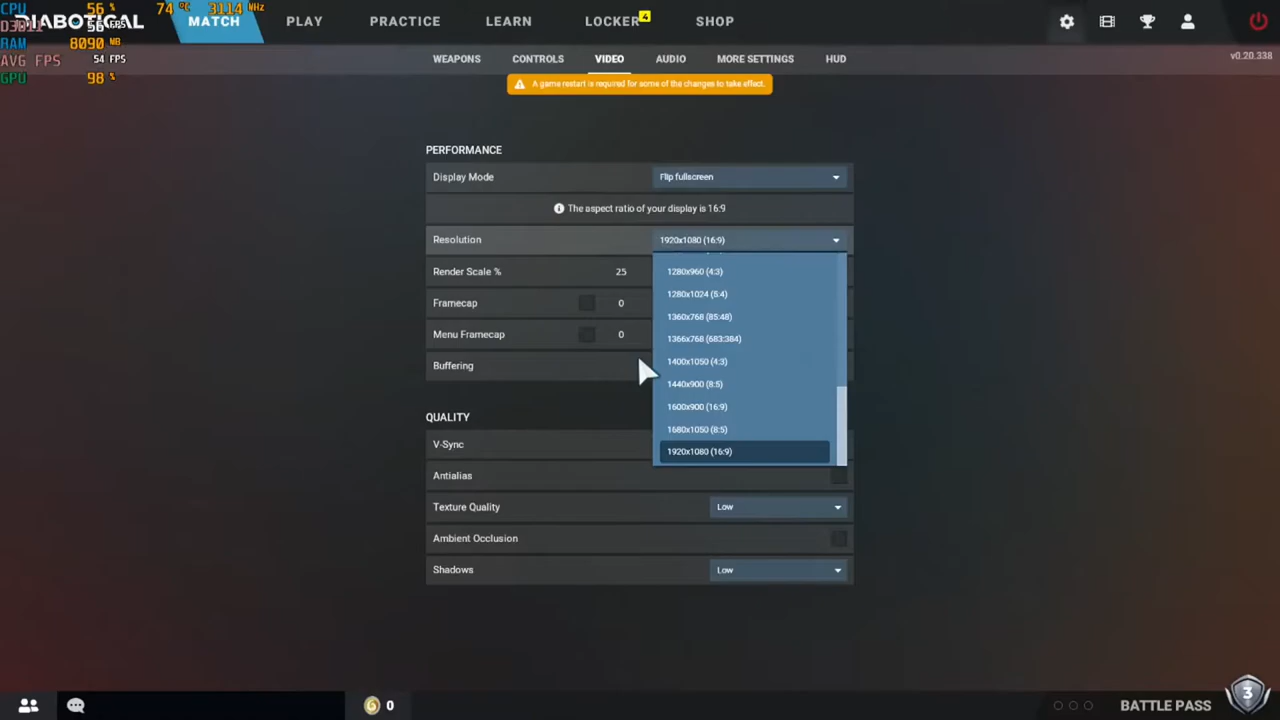 CPU 56 % 74 °C 3114 MHz
D3D11 56 FPS
RAM 8090 MB
AVG FPS 54 FPS
GPU 98 %
DIABOTICAL
MATCH PLAY PRACTICE LEARN LOCKER 4 SHOP
WEAPONS CONTROLS VIDEO AUDIO MORE SETTINGS HUD
v0.20.338
A game restart is required for some of the changes to take effect.
PERFORMANCE
Display Mode Flip fullscreen
The aspect ratio of your display is 16:9
Resolution 1920x1080 (16:9)
Render Scale % 25 1280x960 (4:3)
1280x1024 (5:4)
Framecap 0
1360x768 (85:48)
Menu Framecap 0 1366x768 (683:384)
Buffering 1400x1050 (4:3)
1440x900 (8:5)
1600x900 (16:9)
QUALITY
1680x1050 (8:5)
V-Sync 1920x1080 (16:9)
Antialias
Texture Quality Low
Ambient Occlusion
Shadows Low
0 BATTLE PASS 3